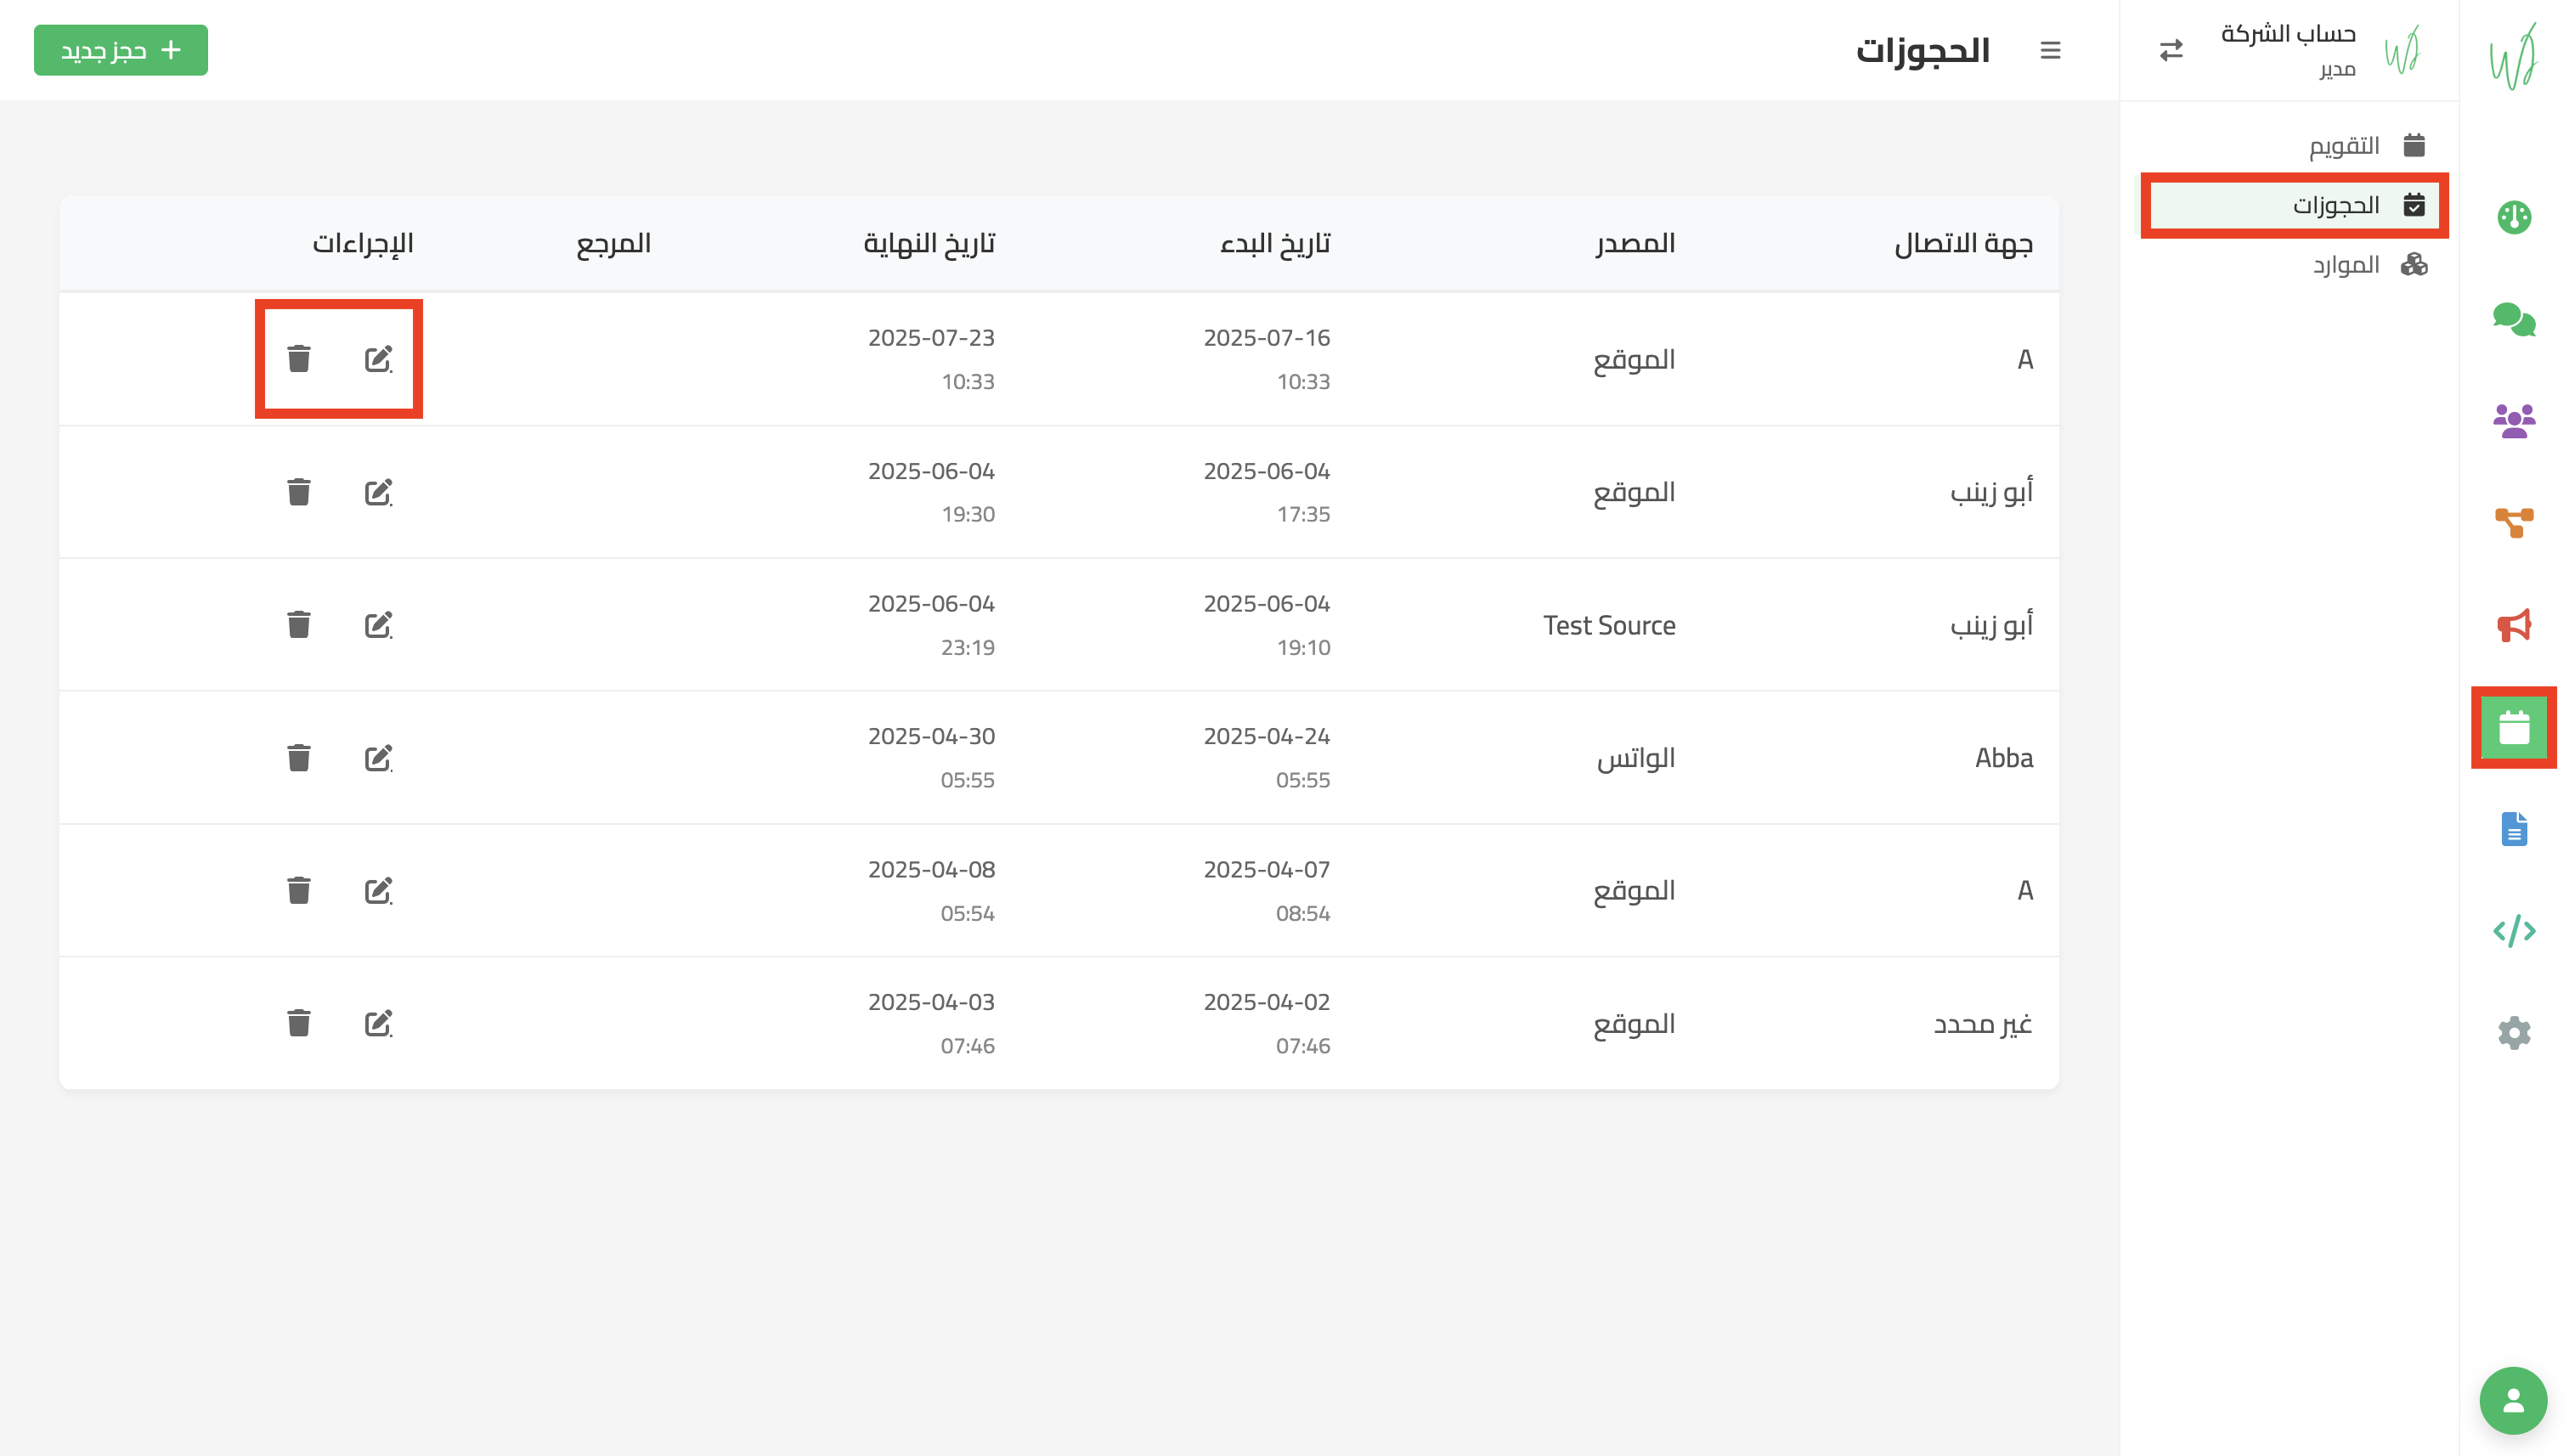 حساب الشركة
مدير
التقويم
الحجوزات
الموارد
الحجوزات
حجز جديد
جهة الاتصال المصدر تاريخ البدء تاريخ النهاية المرجع الإجراءات
A الموقع 2025-07-16 2025-07-23
10:33 10:33
أبو زينب الموقع 2025-06-04 2025-06-04
17:35 19:30
أبو زينب Test Source 2025-06-04 2025-06-04
19:10 23:19
Abba الواتس 2025-04-24 2025-04-30
05:55 05:55
A الموقع 2025-04-07 2025-04-08
08:54 05:54
غير محدد الموقع 2025-04-02 2025-04-03
07:46 07:46